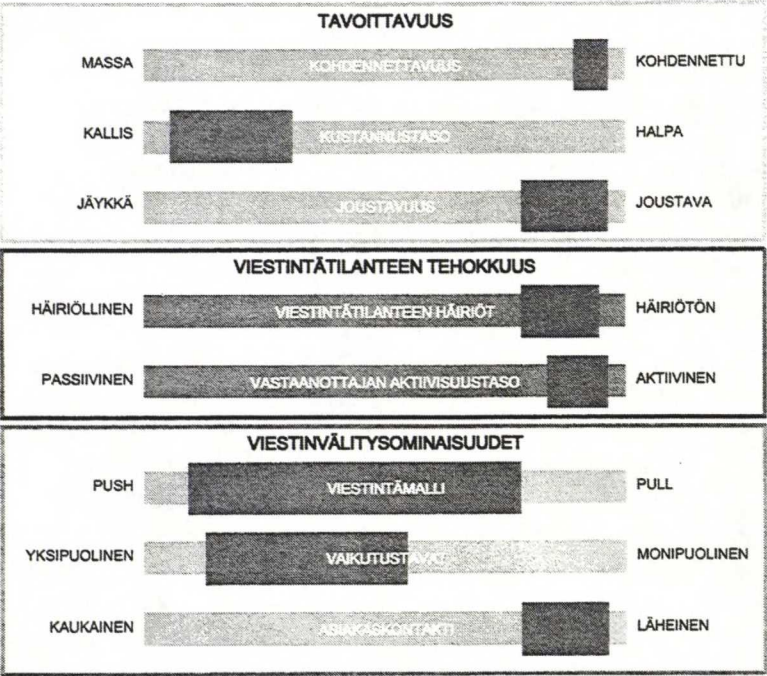 TAVOITTAVUUS
MASSA KOHDENNETTAVUUS KOHDENNETTU
KALLIS KUSTANNUSTASO HALPA
JÄYKKÄ JOUSTAVUUS JOUSTAVA
VIESTINTÄTILANTEEN TEHOKKUUS
HÄIRIÖLLINEN VIESTINTÄTILANTEEN HÄIRIÖT HÄIRIÖTÖN
PASSIIVINEN VASTAANOTTAJAN AKTIIVISUUSTASO AKTIIVINEN
VIESTINVÄLITYSOMINAISUUDET
PUSH VIESTINTÄMALLI PULL
YKSIPUOLINEN VAIKUTUSTAVAT MONIPUOLINEN
KAUKAINEN ASIAKASKONTAKTI LÄHEINEN